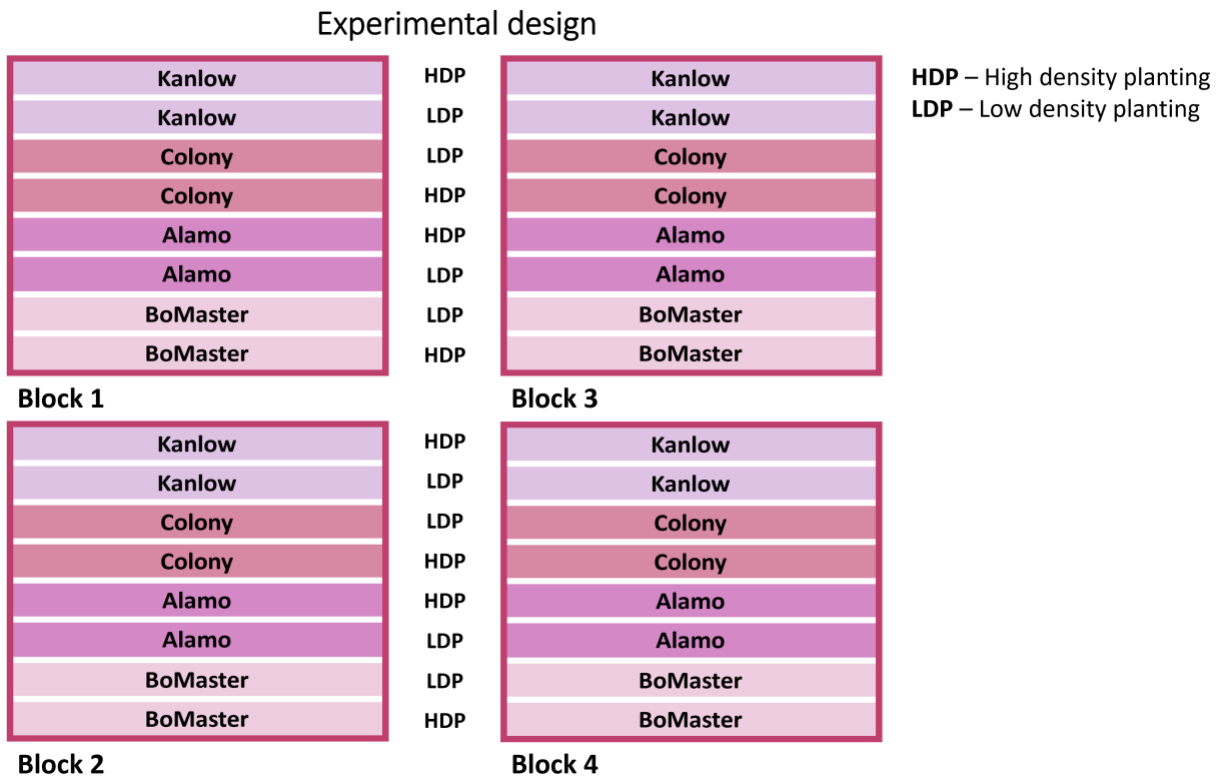 Experimental design
Kanlow HDP Kanlow
Kanlow LDP Kanlow
Colony LDP Colony
Colony HDP Colony
Alamo HDP Alamo
Alamo LDP Alamo
BoMaster LDP BoMaster
BoMaster HDP BoMaster
Block 1 Block 3
HDP – High density planting
LDP – Low density planting
Kanlow HDP Kanlow
Kanlow LDP Kanlow
Colony LDP Colony
Colony HDP Colony
Alamo HDP Alamo
Alamo LDP Alamo
BoMaster LDP BoMaster
BoMaster HDP BoMaster
Block 2 Block 4